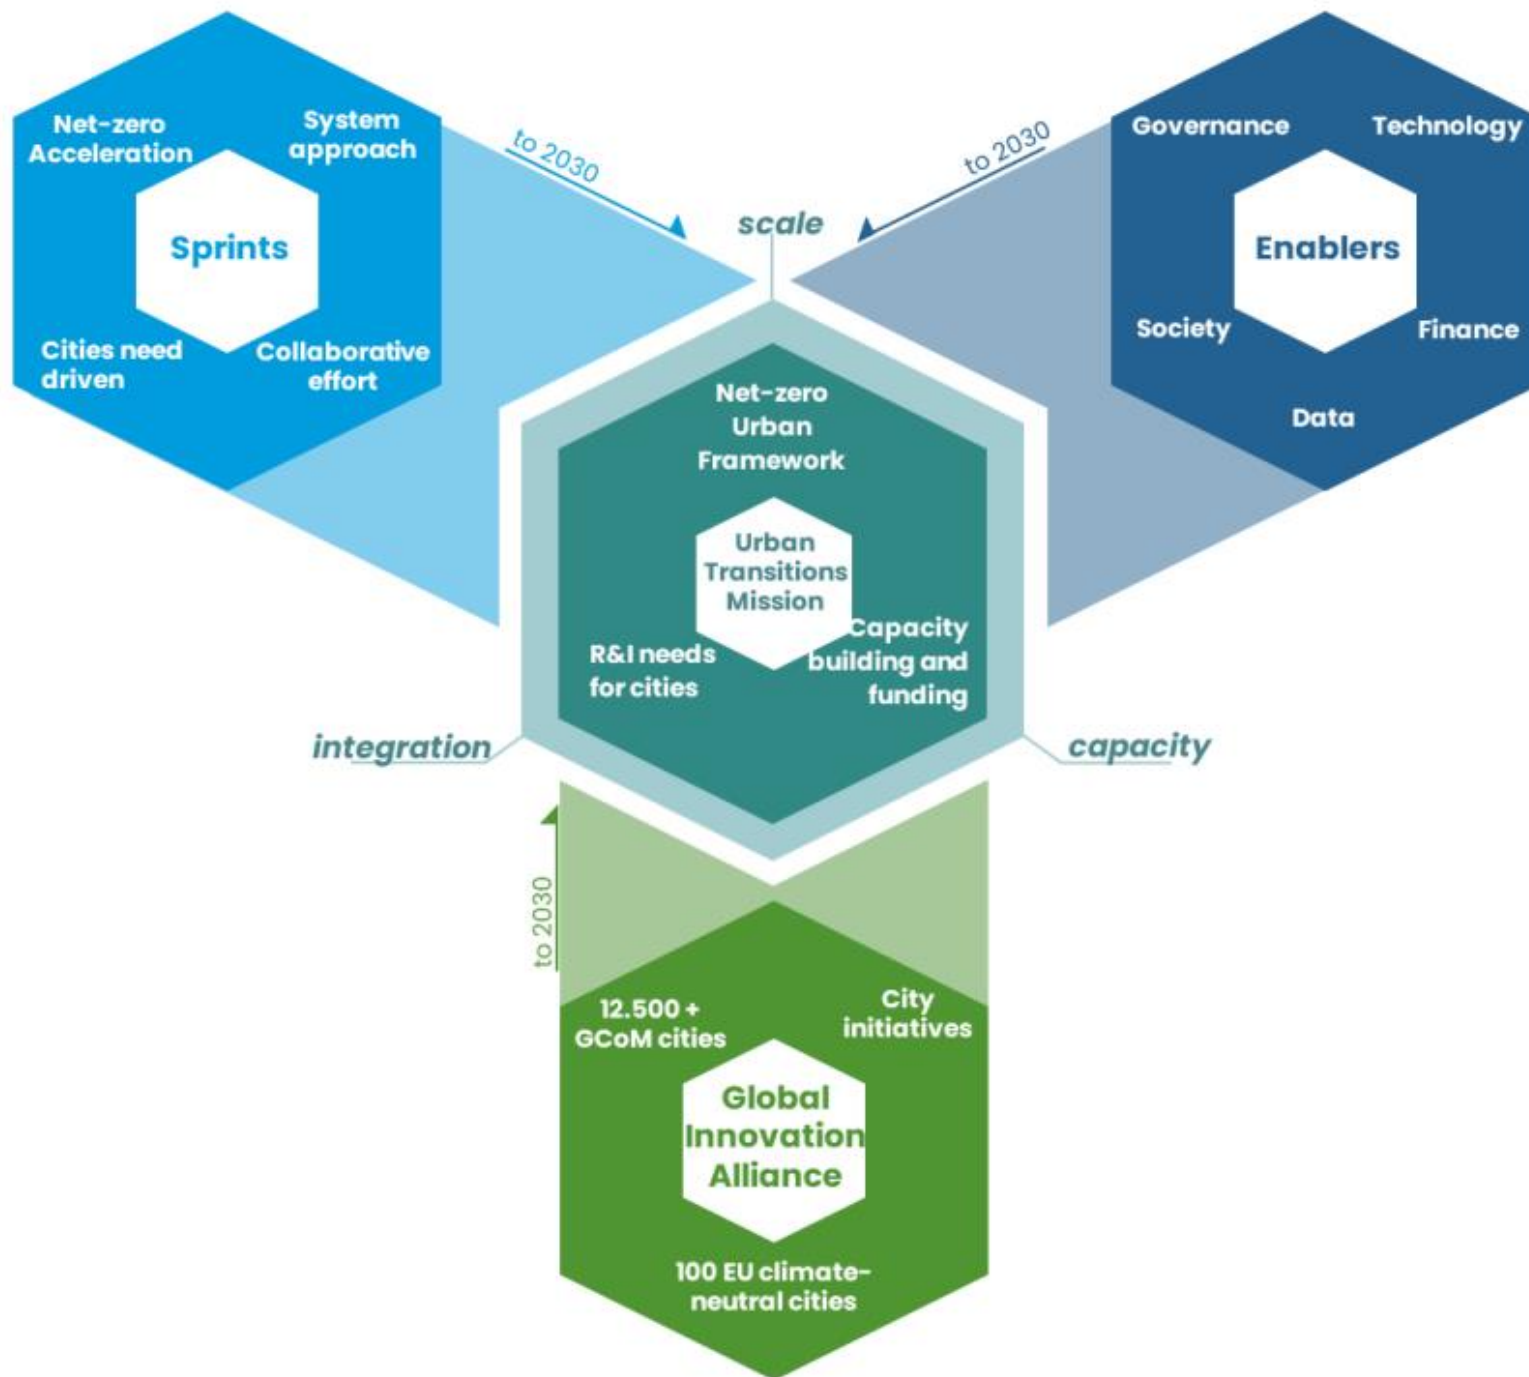 Net-zero
Acceleration
System
approach
Sprints
Cities need
driven
Collaborative
effort
to 2030
scale
to 2030
Governance
Technology
Enablers
Society
Finance
Data
Net-zero
Urban
Framework
Urban
Transitions
Mission
R&I needs
for cities
Capacity
building and
funding
integration
capacity
to 2030
12.500 +
GCoM cities
City
initiatives
Global
Innovation
Alliance
100 EU climate-
neutral cities